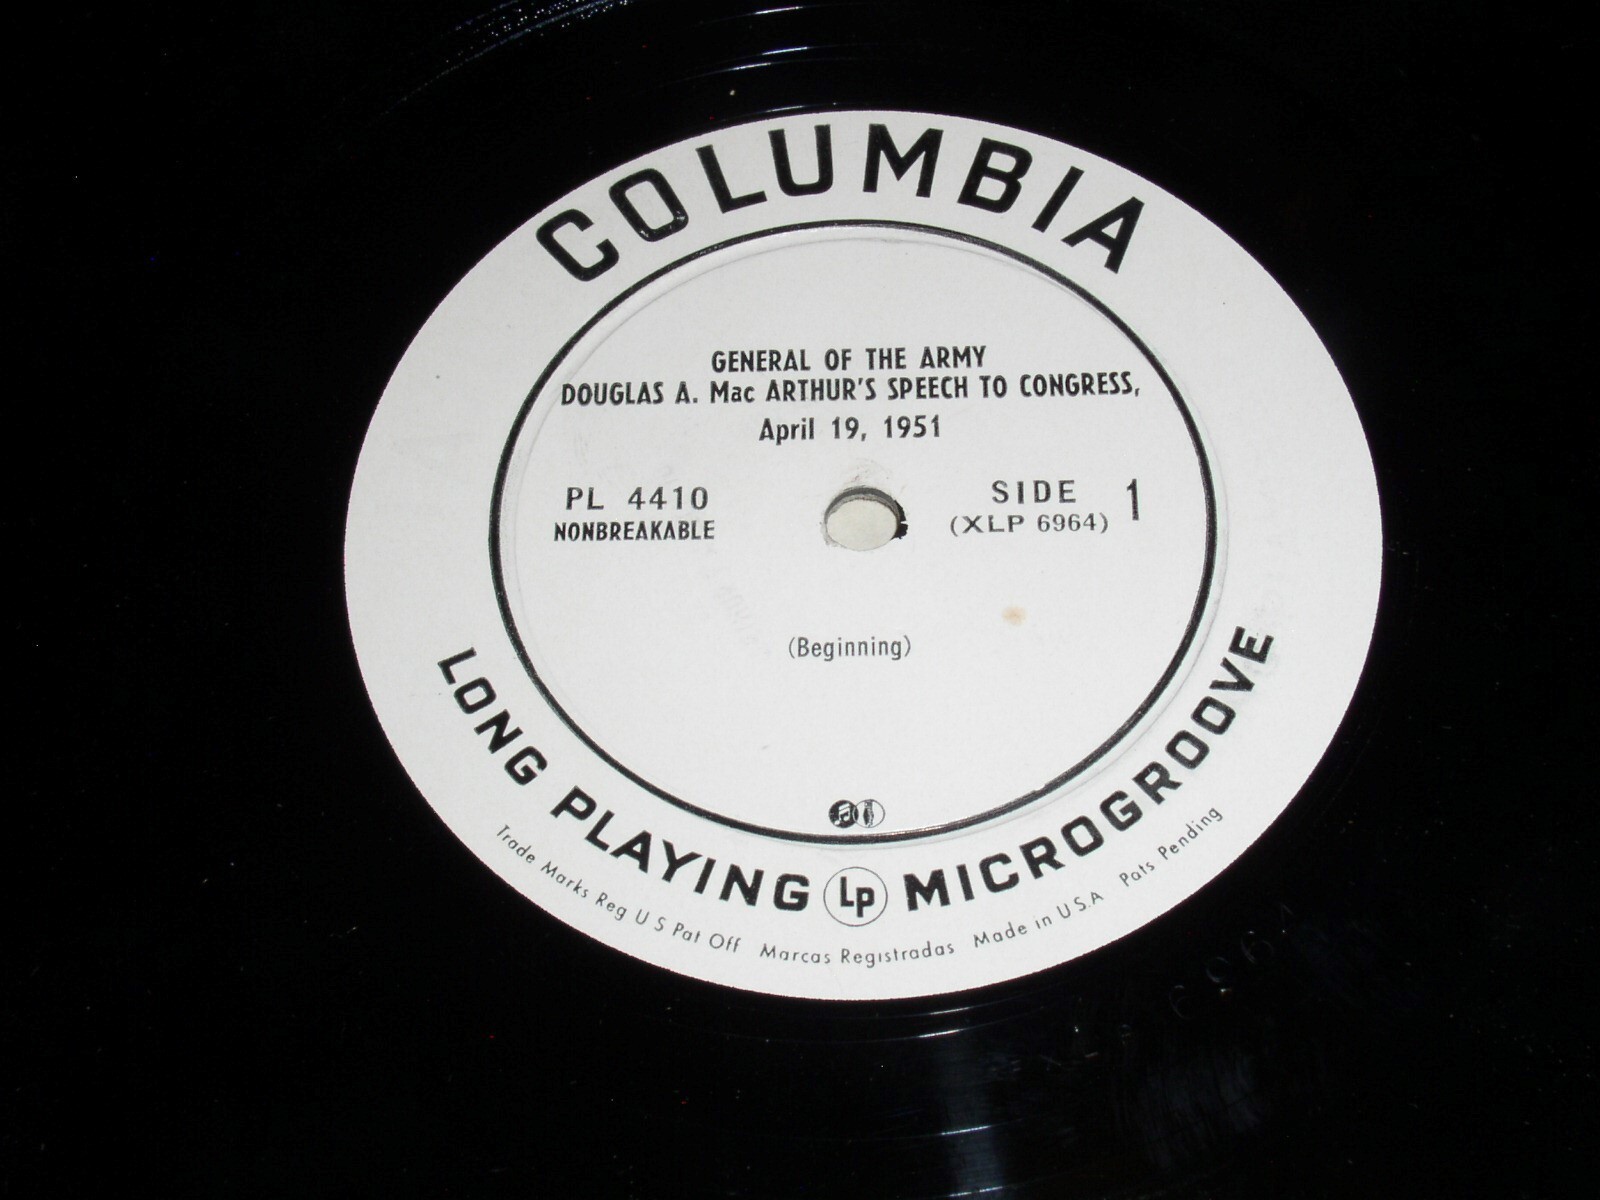 COLUMBIA
GENERAL OF THE ARMY
DOUGLAS A. Mac ARTHUR'S SPEECH TO CONGRESS,
April 19, 1951
PL 4410
NONBREAKABLE
SIDE 1
(XLP 6964)
(Beginning)
LONG PLAYING Lp MICROGROOVE
Trade Marks Reg U S Pat Off Marcas Registradas Made in U.S.A Pats Pending